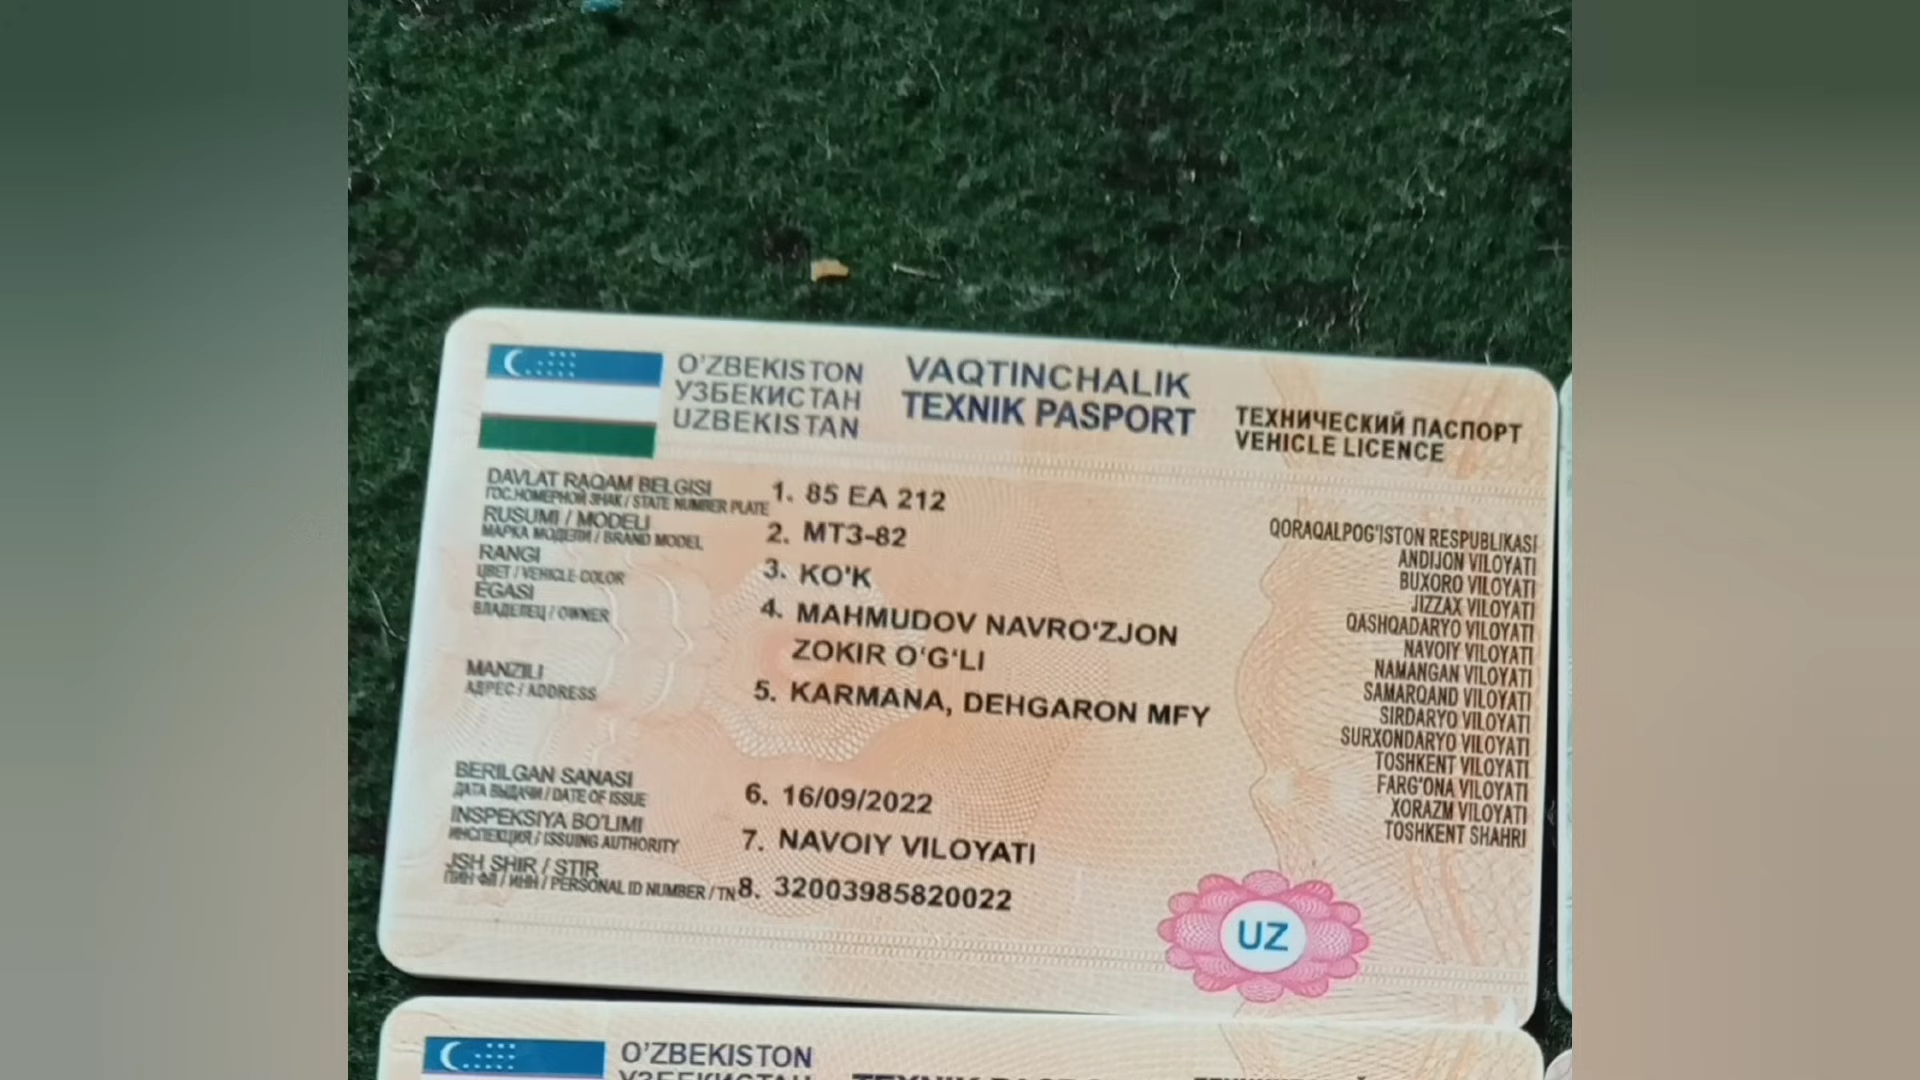 O'ZBEKISTON
УЗБЕКИСТАН
UZBEKISTAN
VAQTINCHALIK
TEXNIK PASPORT
ТЕХНИЧЕСКИЙ ПАСПОРТ
VEHICLE LICENCE
DAVLAT RAQAM BELGISI
ГОС.НОМЕРНОЙ ЗНАК / STATE NUMBER PLATE
1. 85 EA 212
RUSUMI / MODELI
МАРКА МОДЕЛИ / BRAND MODEL
2. МТЗ-82
RANGI
ЦВЕТ / VEHICLE COLOR
3. KO'K
EGASI
ВЛАДЕЛЕЦ / OWNER
4. MAHMUDOV NAVRO'ZJON
ZOKIR O'G'LI
MANZILI
АДРЕС / ADDRESS
5. KARMANA, DEHGARON MFY
BERILGAN SANASI
ДАТА ВЫДАЧИ / DATE OF ISSUE
6. 16/09/2022
INSPEKSIYA BO'LIMI
ИНСПЕКЦИЯ / ISSUING AUTHORITY
7. NAVOIY VILOYATI
JSH SHIR / STIR
ПИН ФЛ / ИНН / PERSONAL ID NUMBER / TN
8. 32003985820022
QORAQALPOG'ISTON RESPUBLIKASI
ANDIJON VILOYATI
BUXORO VILOYATI
JIZZAX VILOYATI
QASHQADARYO VILOYATI
NAVOIY VILOYATI
NAMANGAN VILOYATI
SAMARQAND VILOYATI
SIRDARYO VILOYATI
SURXONDARYO VILOYATI
TOSHKENT VILOYATI
FARG'ONA VILOYATI
XORAZM VILOYATI
TOSHKENT SHAHRI
UZ
O'ZBEKISTON
УЗБЕКИСТАН